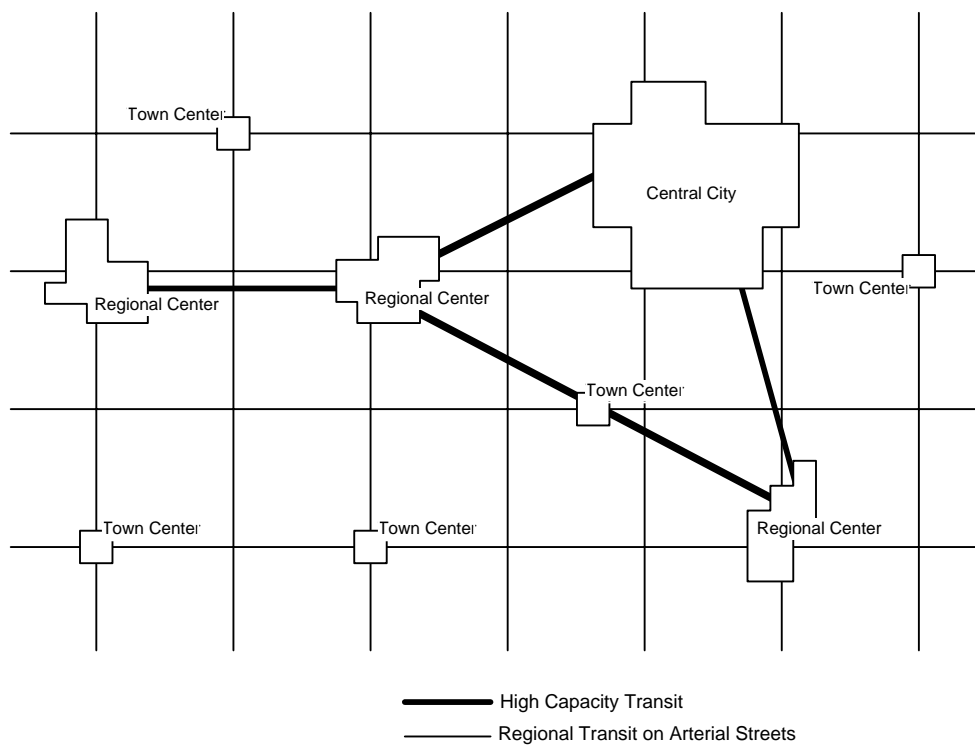 Town Center
Central City
Town Center
Regional Center
Regional Center
Town Center
Town Center
Town Center
Regional Center
High Capacity Transit
Regional Transit on Arterial Streets